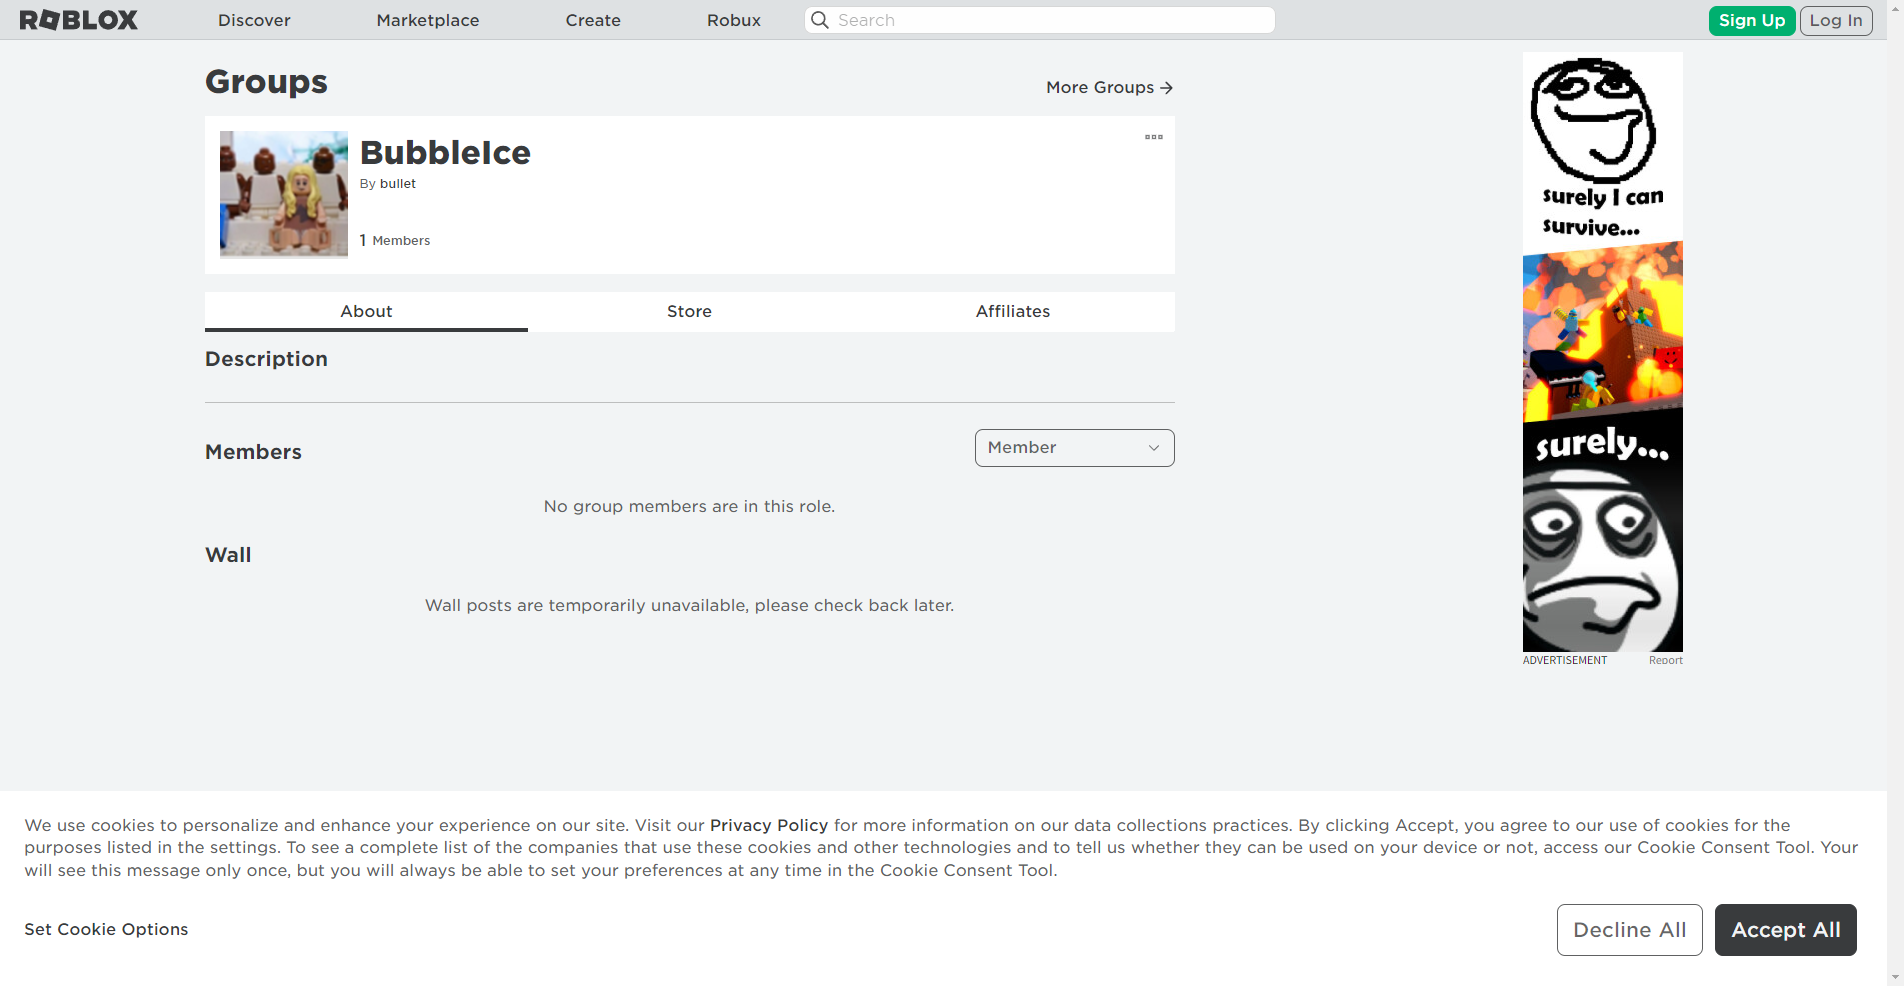 ROBLOX
Discover
Marketplace
Create
Robux
Search
Sign Up
Log In
Groups
More Groups →
BubbleIce
By bullet
1 Members
About
Store
Affiliates
Description
Members
Member
No group members are in this role.
Wall
Wall posts are temporarily unavailable, please check back later.
surely I can
survive...
surely...
ADVERTISEMENT
Report
We use cookies to personalize and enhance your experience on our site. Visit our Privacy Policy for more information on our data collections practices. By clicking Accept, you agree to our use of cookies for the
purposes listed in the settings. To see a complete list of the companies that use these cookies and other technologies and to tell us whether they can be used on your device or not, access our Cookie Consent Tool. Your
will see this message only once, but you will always be able to set your preferences at any time in the Cookie Consent Tool.
Set Cookie Options
Decline All
Accept All